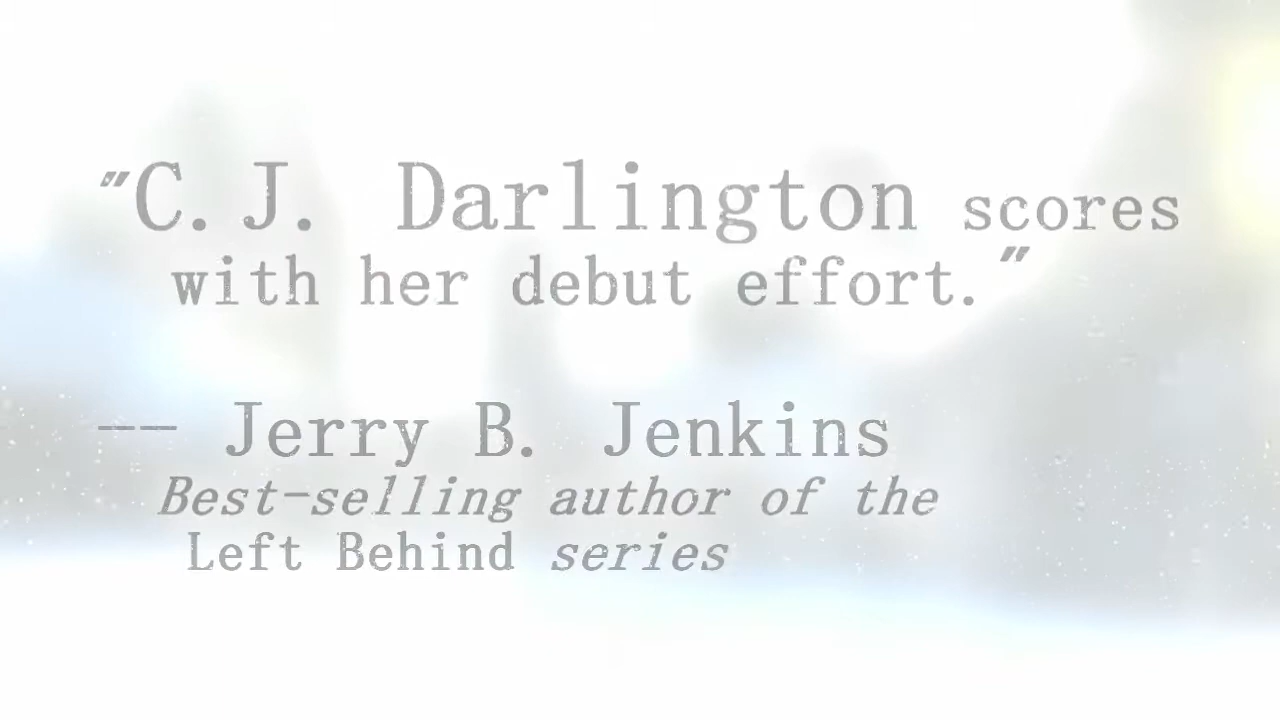 "C.J. Darlington scores
with her debut effort."
-- Jerry B. Jenkins
Best-selling author of the
Left Behind series